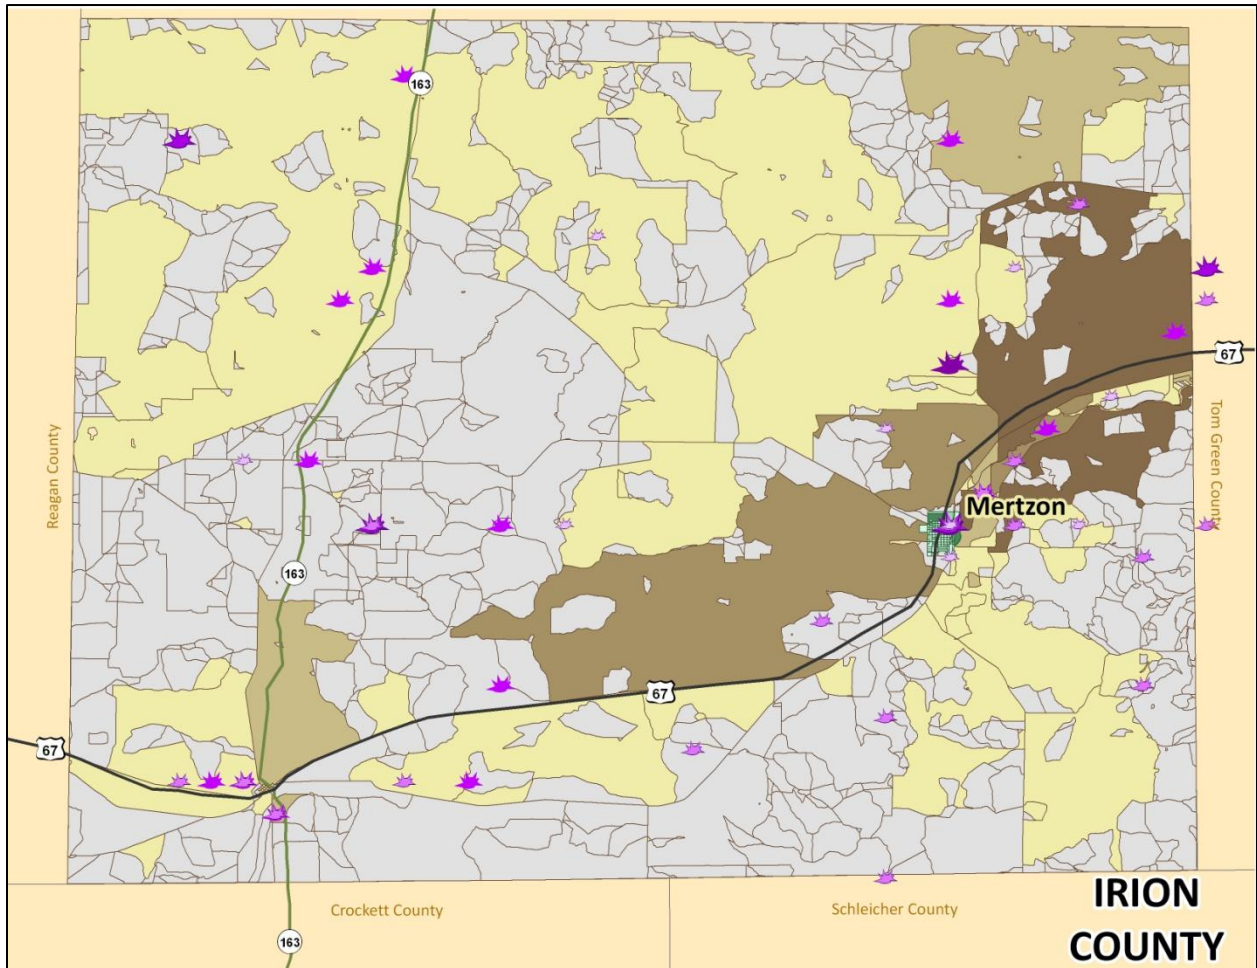 163
67
Reagan County
Tom Green County
Mertzon
163
67
67
Crockett County
Schleicher County
163
IRION
COUNTY